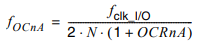 f_OCnA = f_clk_I/O / (2 · N · (1 + OCRnA))